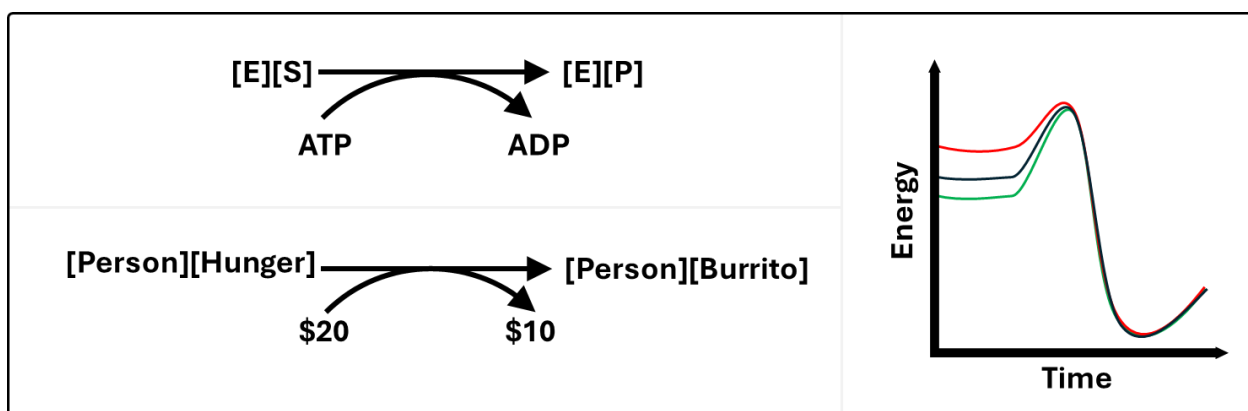 [E][S]
[E][P]
ATP
ADP
[Person][Hunger]
[Person][Burrito]
$20
$10
Energy
Time